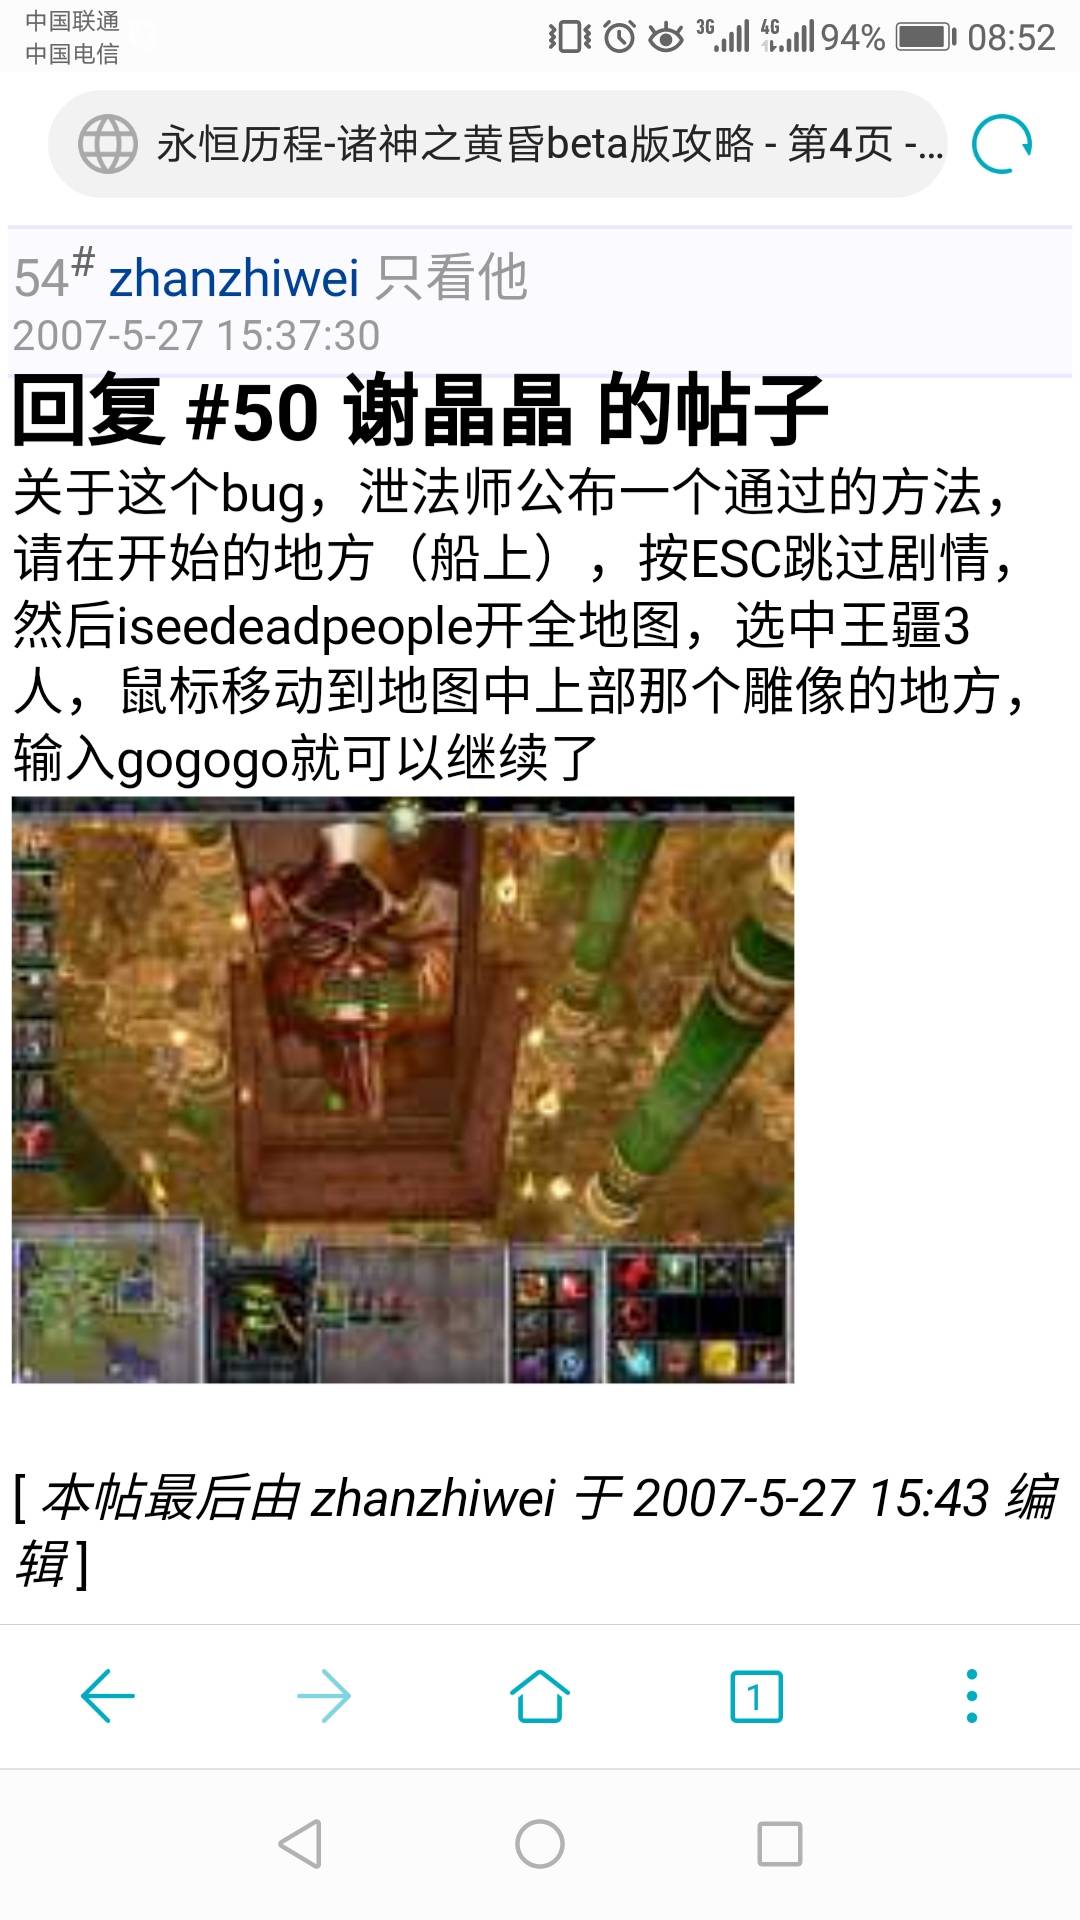 中国联通
中国电信
3G 4G 94% 08:52
永恒历程-诸神之黄昏beta版攻略 - 第4页 -...
54# zhanzhiwei 只看他
2007-5-27 15:37:30
回复 #50 谢晶晶 的帖子
关于这个bug，泄法师公布一个通过的方法，
请在开始的地方（船上），按ESC跳过剧情，
然后iseedeadpeople开全地图，选中王疆3
人，鼠标移动到地图中上部那个雕像的地方，
输入gogogo就可以继续了
[ 本帖最后由 zhanzhiwei 于 2007-5-27 15:43 编
辑 ]
1